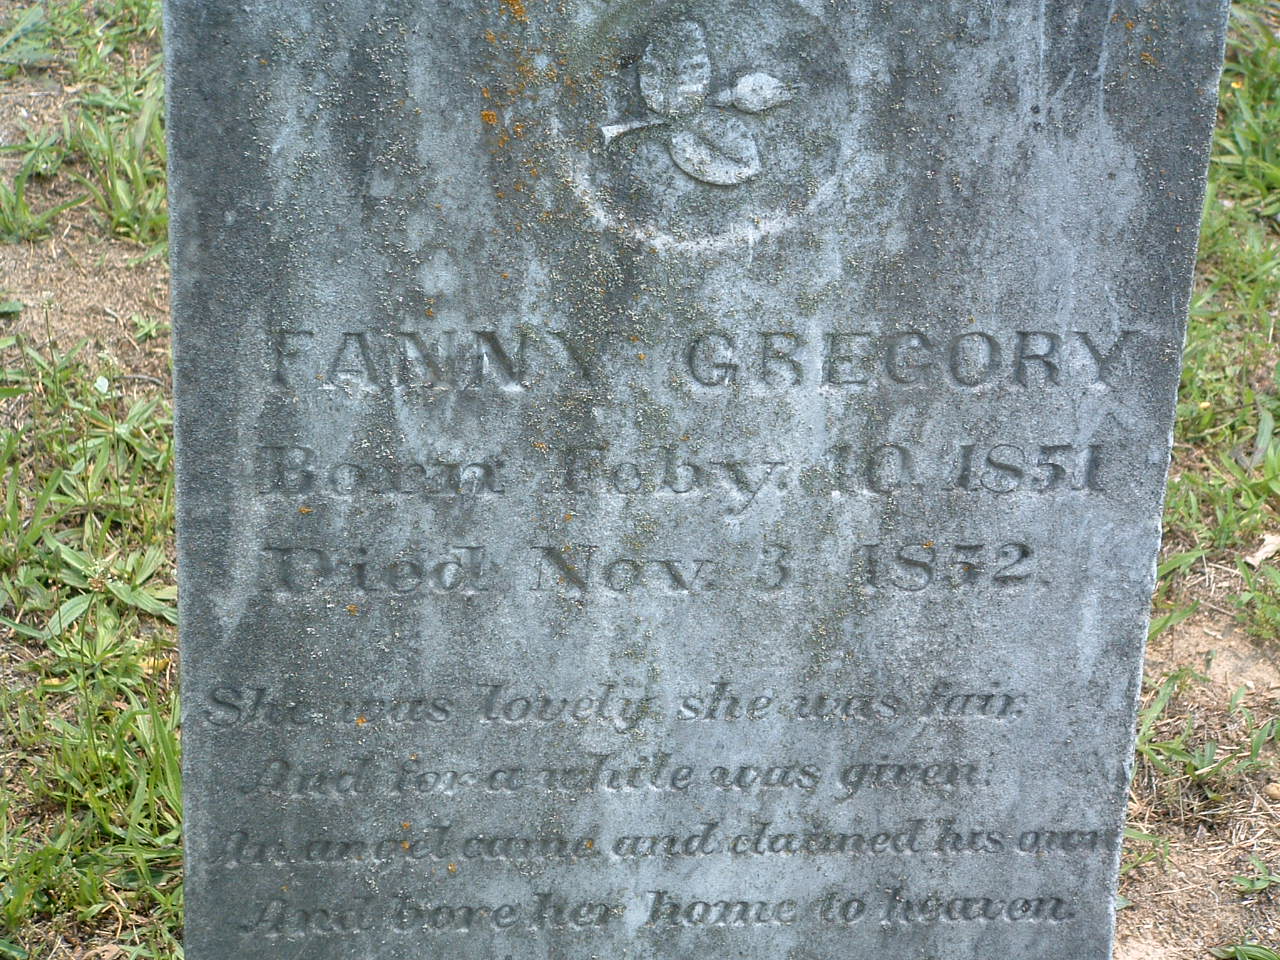 FANNY GREGORY
Born Feby. 10. 1851
Died Nov. 3. 1852.
She was lovely, she was fair,
And for a while was given;
An angel came and claimed his own
And bore her home to heaven.